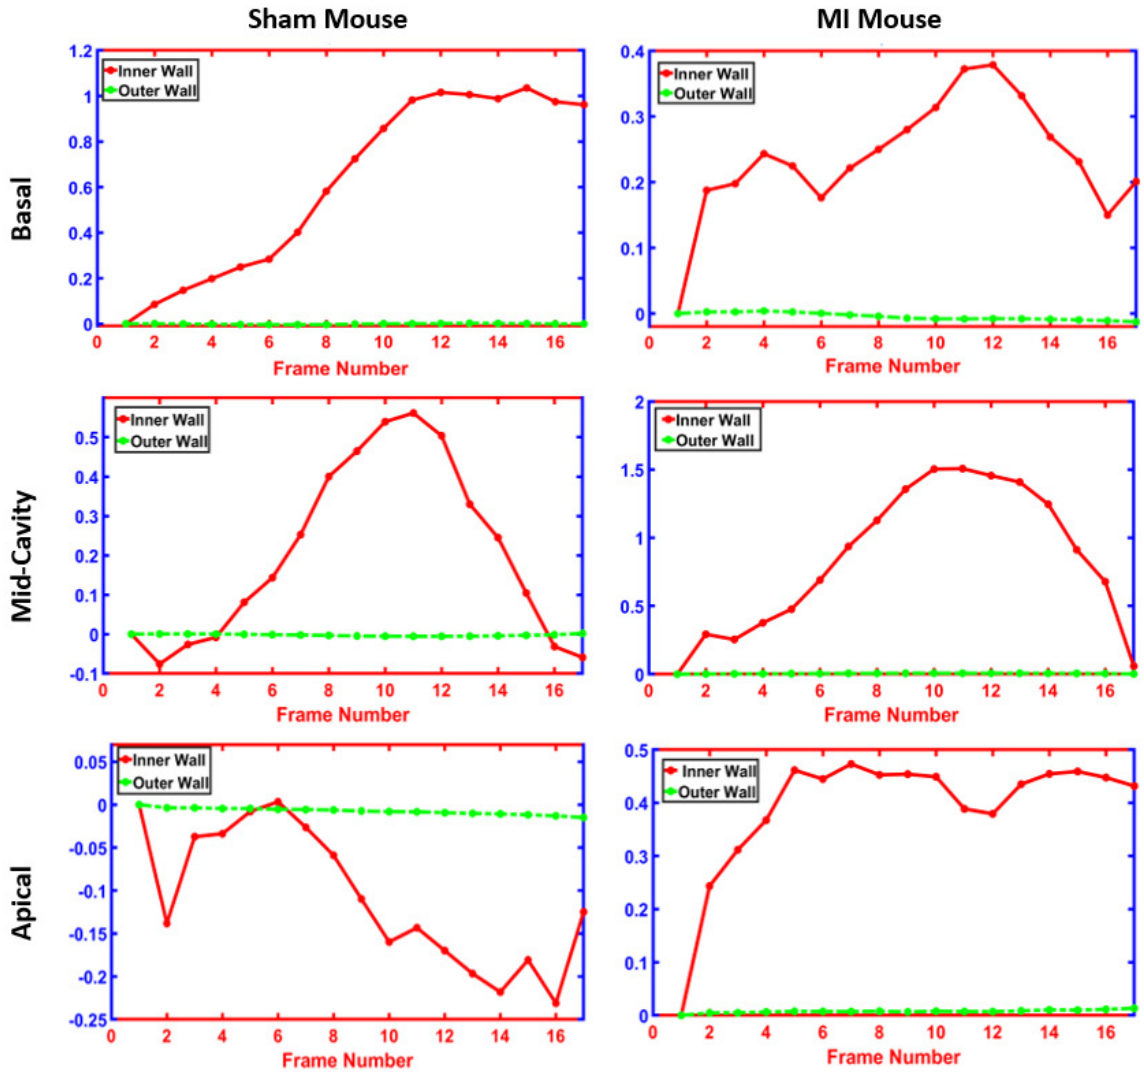 Sham Mouse
MI Mouse
Basal
1.2
1
0.8
0.6
0.4
0.2
0
Inner Wall
Outer Wall
0 2 4 6 8 10 12 14 16
Frame Number
0.4
0.3
0.2
0.1
0
Inner Wall
Outer Wall
0 2 4 6 8 10 12 14 16
Frame Number
Mid-Cavity
0.5
0.4
0.3
0.2
0.1
0
-0.1
Inner Wall
Outer Wall
0 2 4 6 8 10 12 14 16
Frame Number
2
1.5
1
0.5
0
Inner Wall
Outer Wall
0 2 4 6 8 10 12 14 16
Frame Number
Apical
0.05
0
-0.05
-0.1
-0.15
-0.2
-0.25
Inner Wall
Outer Wall
0 2 4 6 8 10 12 14 16
Frame Number
0.5
0.4
0.3
0.2
0.1
0
Inner Wall
Outer Wall
0 2 4 6 8 10 12 14 16
Frame Number